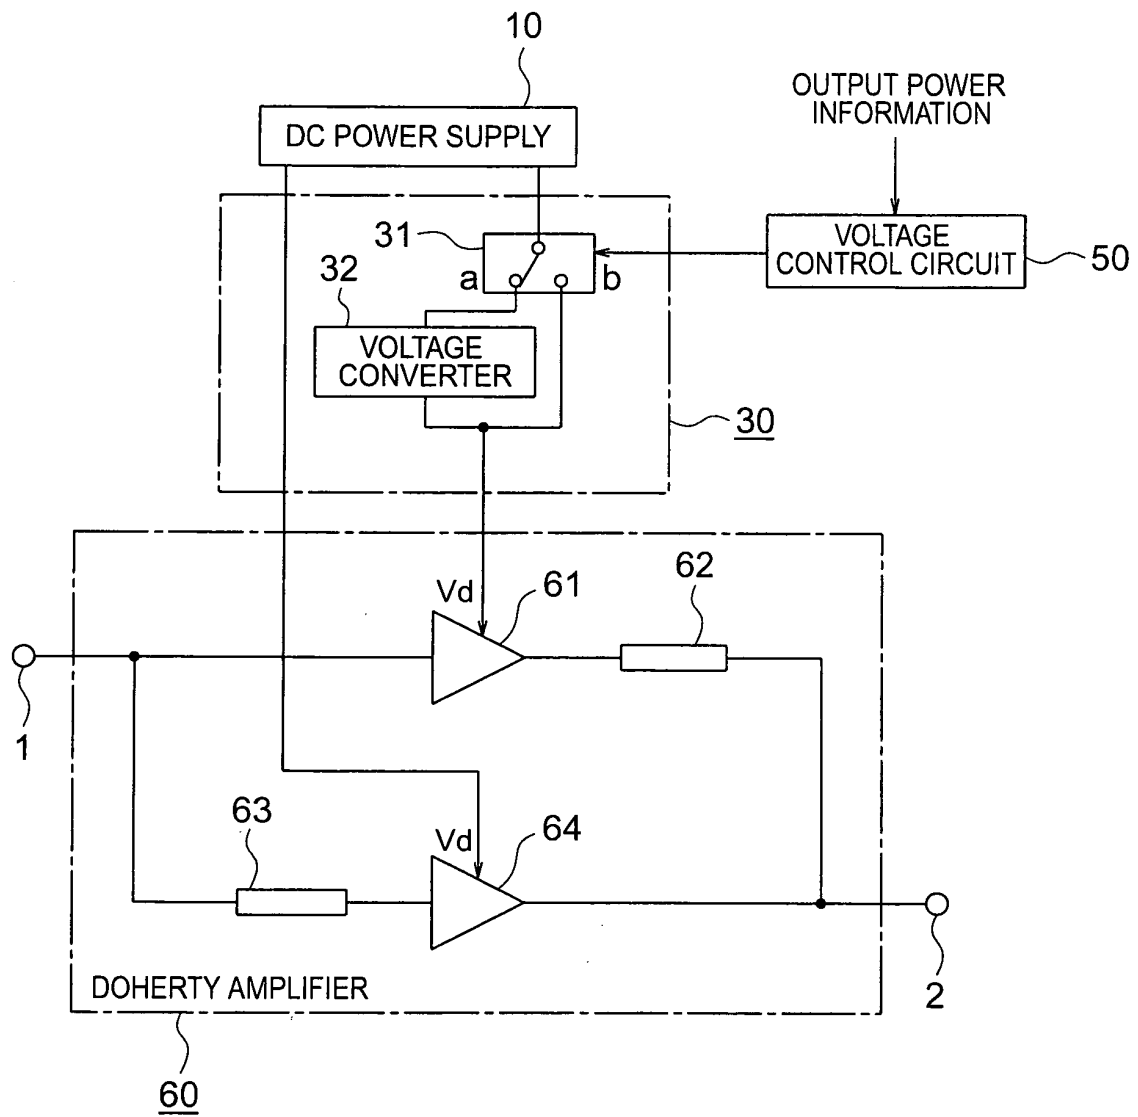 10
OUTPUT POWER
INFORMATION
DC POWER SUPPLY
31
VOLTAGE
CONTROL CIRCUIT
50
32
a
b
VOLTAGE
CONVERTER
30
Vd
61
62
1
63
Vd
64
2
DOHERTY AMPLIFIER
60